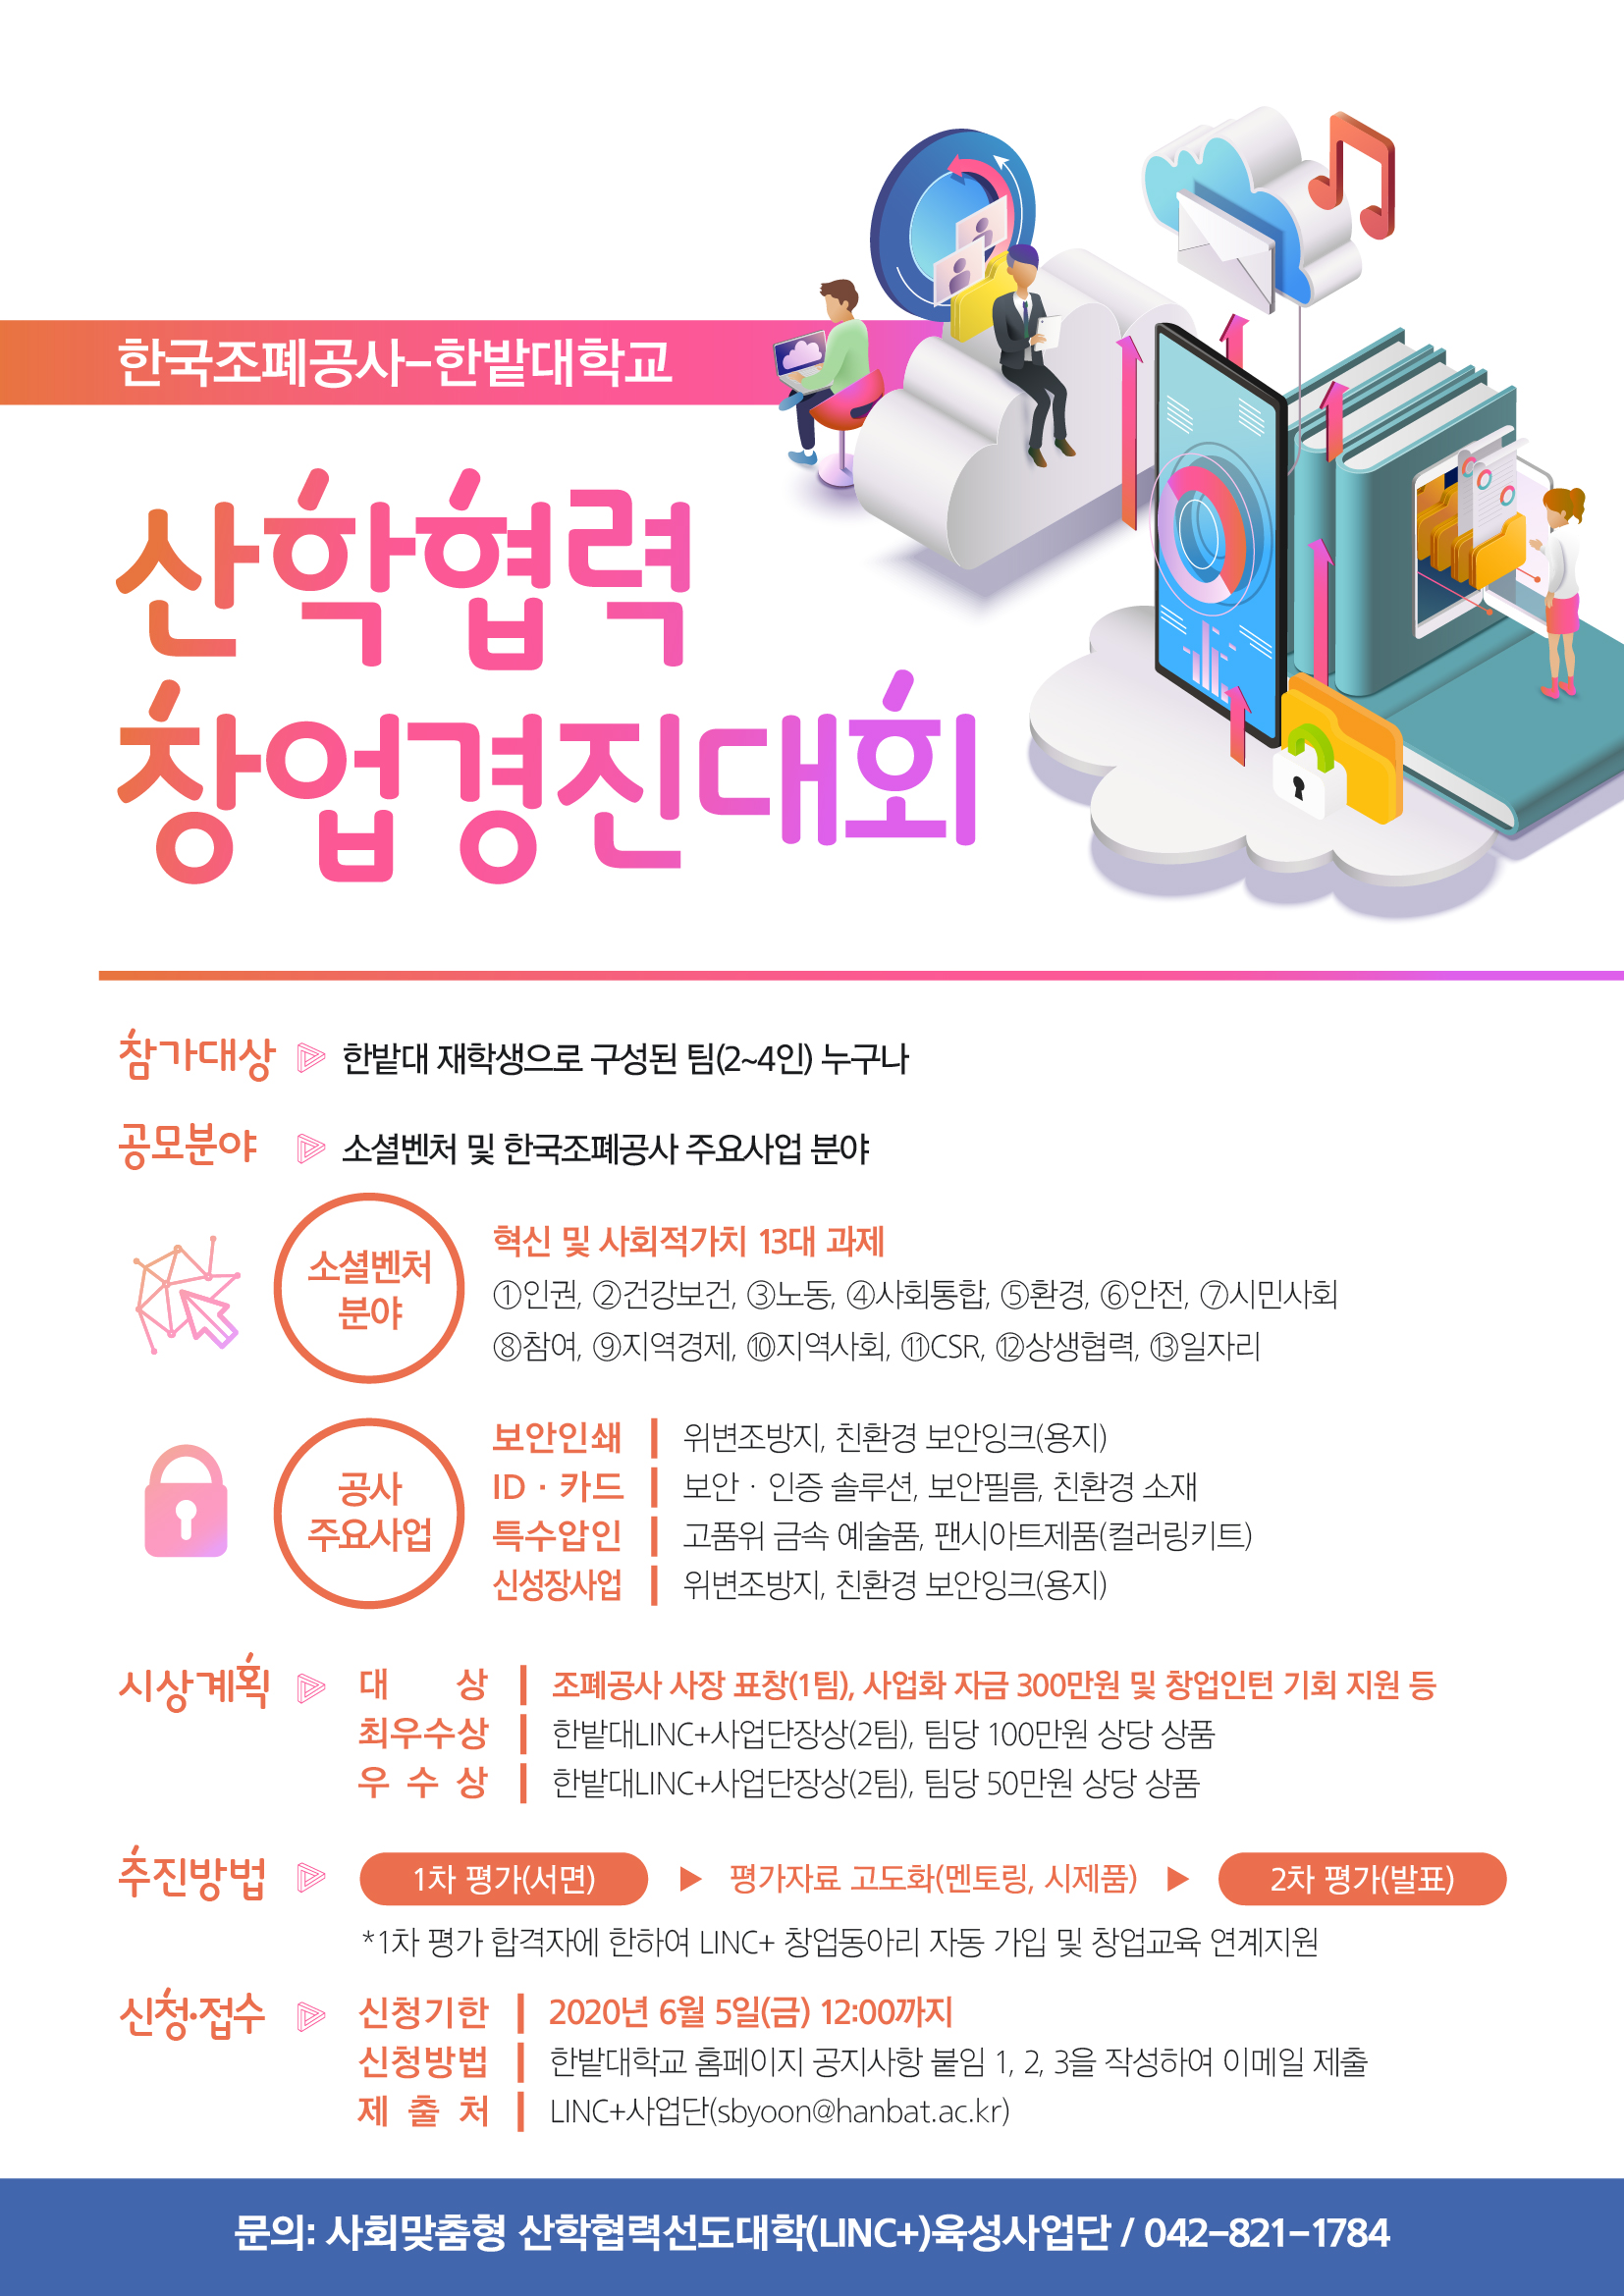 한국조폐공사-한밭대학교
산학협력
창업경진대회
참가대상 한밭대 재학생으로 구성된 팀(2~4인) 누구나
공모분야 소셜벤처 및 한국조폐공사 주요사업 분야
소셜벤처
분야
혁신 및 사회적가치 13대 과제
①인권, ②건강보건, ③노동, ④사회통합, ⑤환경, ⑥안전, ⑦시민사회
⑧참여, ⑨지역경제, ⑩지역사회, ⑪CSR, ⑫상생협력, ⑬일자리
공사
주요사업
보안인쇄 | 위변조방지, 친환경 보안잉크(용지)
ID · 카드 | 보안 · 인증 솔루션, 보안필름, 친환경 소재
특수압인 | 고품위 금속 예술품, 팬시아트제품(컬러링키트)
신성장사업 | 위변조방지, 친환경 보안잉크(용지)
시상계획 대 상 | 조폐공사 사장 표창(1팀), 사업화 자금 300만원 및 창업인턴 기회 지원 등
최우수상 | 한밭대LINC+사업단장상(2팀), 팀당 100만원 상당 상품
우 수 상 | 한밭대LINC+사업단장상(2팀), 팀당 50만원 상당 상품
추진방법 1차 평가(서면) ▶ 평가자료 고도화(멘토링, 시제품) ▶ 2차 평가(발표)
*1차 평가 합격자에 한하여 LINC+ 창업동아리 자동 가입 및 창업교육 연계지원
신청·접수 신청기한 | 2020년 6월 5일(금) 12:00까지
신청방법 | 한밭대학교 홈페이지 공지사항 붙임 1, 2, 3을 작성하여 이메일 제출
제 출 처 | LINC+사업단(sbyoon@hanbat.ac.kr)
문의: 사회맞춤형 산학협력선도대학(LINC+)육성사업단 / 042-821-1784